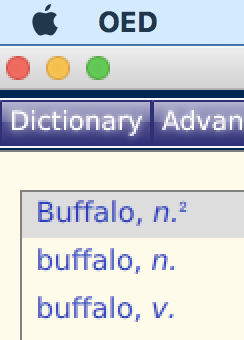 OED
Dictionary Advan
Buffalo, n.²
buffalo, n.
buffalo, v.